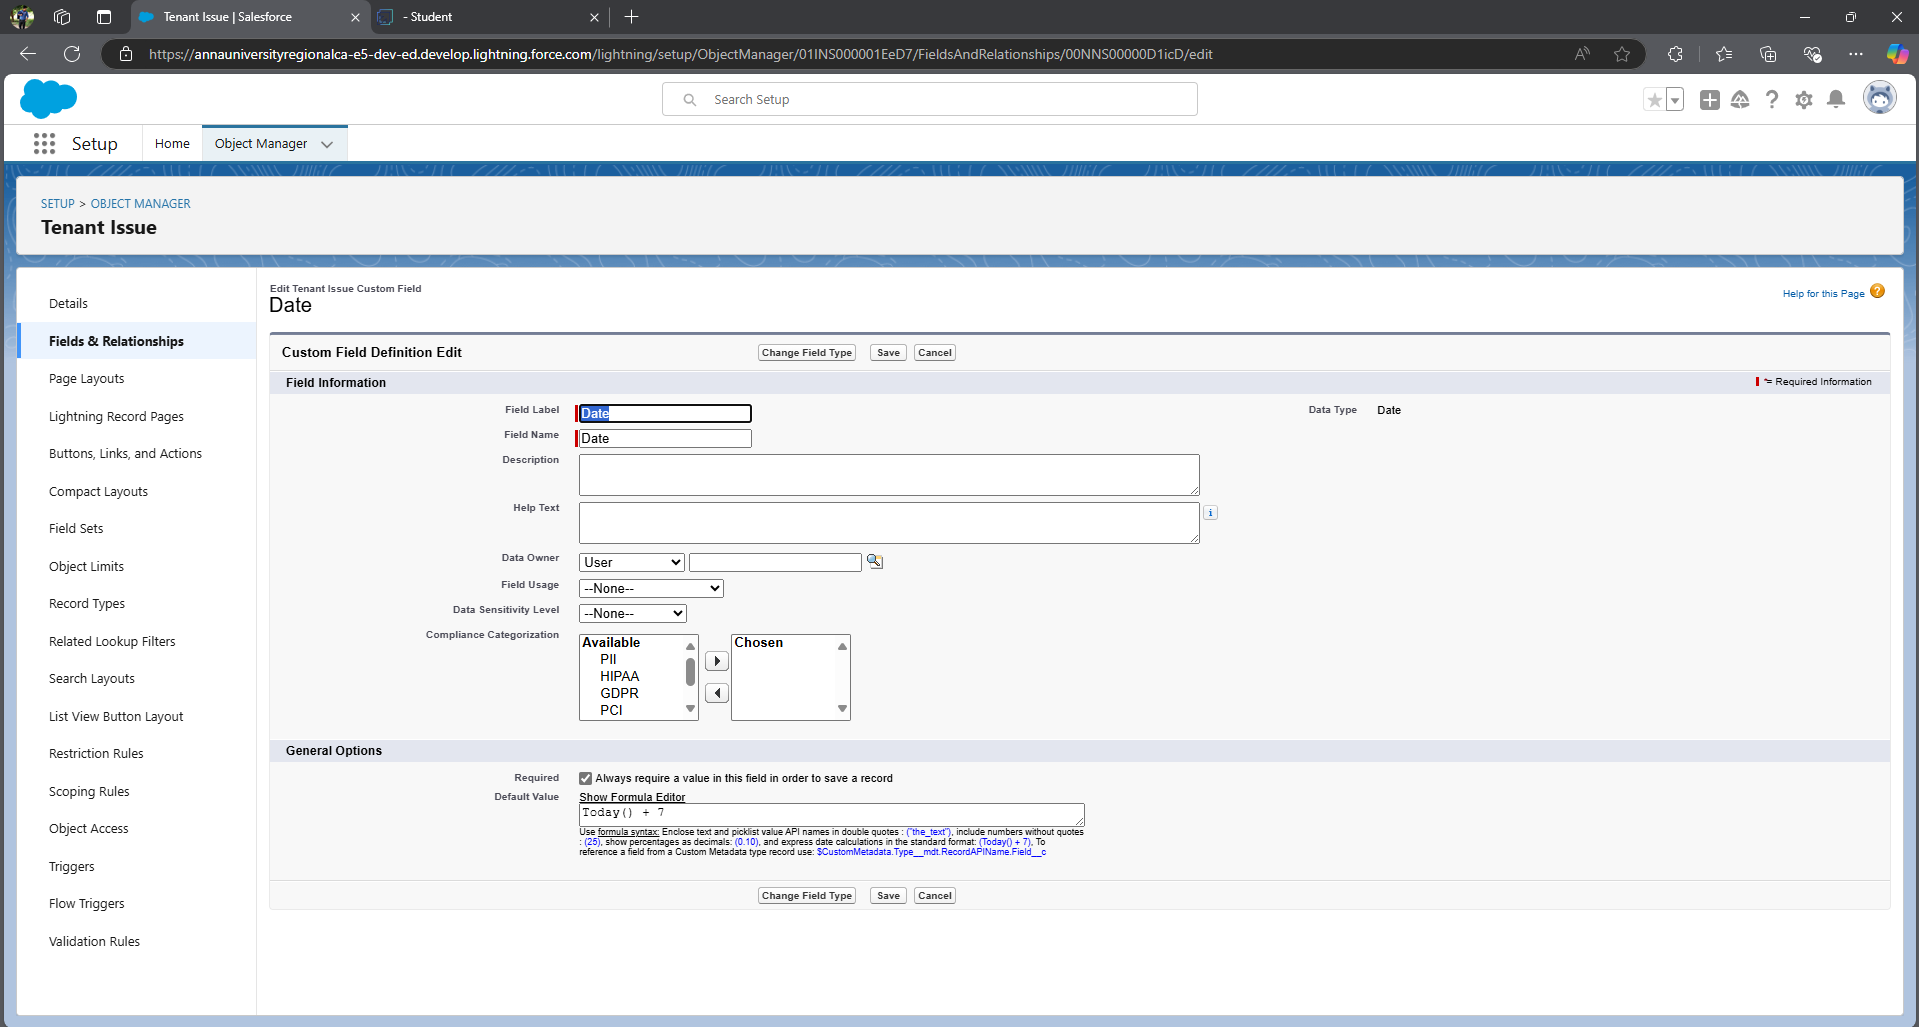 Tenant Issue | Salesforce
- Student
https://annauniversityregionalca-e5-dev-ed.develop.lightning.force.com/lightning/setup/ObjectManager/01INS000001EeD7/FieldsAndRelationships/00NNS00000D1icD/edit
Search Setup
Setup
Home
Object Manager
SETUP > OBJECT MANAGER
Tenant Issue
Details
Fields & Relationships
Page Layouts
Lightning Record Pages
Buttons, Links, and Actions
Compact Layouts
Field Sets
Object Limits
Record Types
Related Lookup Filters
Search Layouts
List View Button Layout
Restriction Rules
Scoping Rules
Object Access
Triggers
Flow Triggers
Validation Rules
Edit Tenant Issue Custom Field
Date
Help for this Page
Custom Field Definition Edit
Change Field Type Save Cancel
Field Information
= Required Information
Field Label Date
Data Type Date
Field Name Date
Description
Help Text
Data Owner User
Field Usage --None--
Data Sensitivity Level --None--
Compliance Categorization
Available
PII
HIPAA
GDPR
PCI
Chosen
General Options
Required Always require a value in this field in order to save a record
Default Value Show Formula Editor
Today() + 7
Use formula syntax: Enclose text and picklist value API names in double quotes : ("the_text"), include numbers without quotes
: (25), show percentages as decimals: (0.10), and express date calculations in the standard format: (Today() + 7), To
reference a field from a Custom Metadata type record use: $CustomMetadata.Type__mdt.RecordAPIName.Field__c
Change Field Type Save Cancel